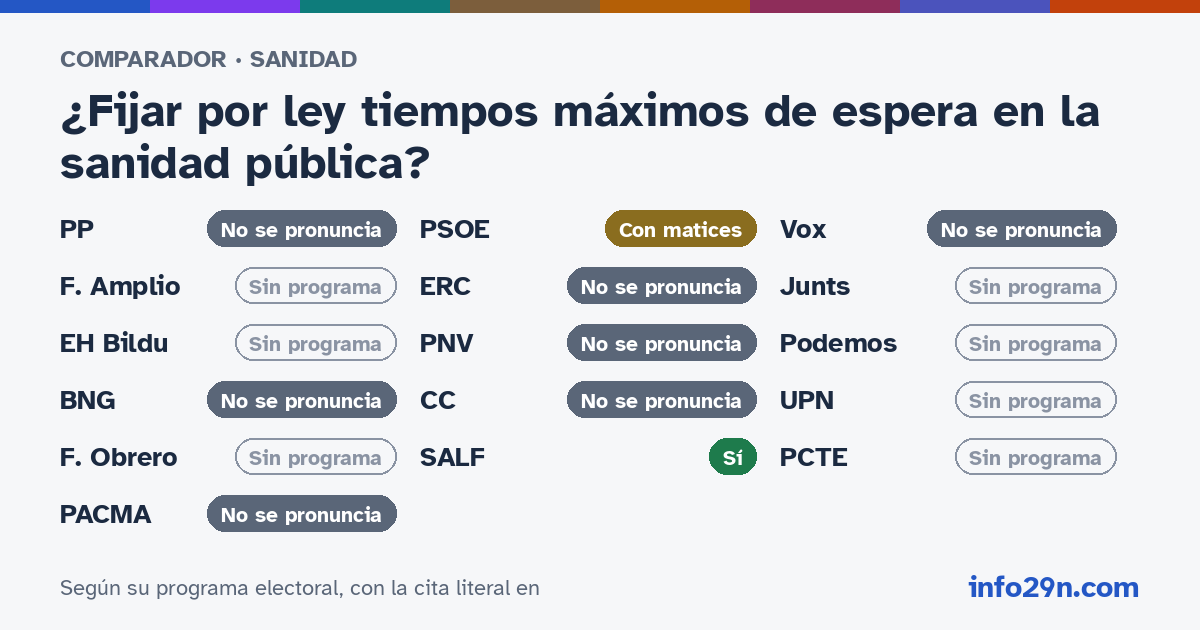 COMPARADOR · SANIDAD
¿Fijar por ley tiempos máximos de espera en la
sanidad pública?
PP No se pronuncia PSOE Con matices Vox No se pronuncia
F. Amplio Sin programa ERC No se pronuncia Junts Sin programa
EH Bildu Sin programa PNV No se pronuncia Podemos Sin programa
BNG No se pronuncia CC No se pronuncia UPN Sin programa
F. Obrero Sin programa SALF Sí PCTE Sin programa
PACMA No se pronuncia
Según su programa electoral, con la cita literal en info29n.com